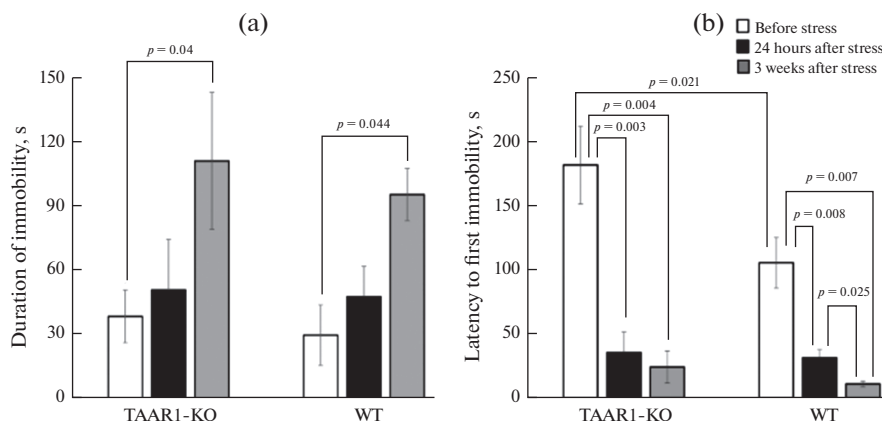 (a)
Duration of immobility, s
150
120
90
60
30
0
p = 0.04
p = 0.044
TAAR1-KO
WT
(b)
Before stress
24 hours after stress
3 weeks after stress
Latency to first immobility, s
250
200
150
100
50
0
p = 0.021
p = 0.004
p = 0.003
p = 0.007
p = 0.008
p = 0.025
TAAR1-KO
WT